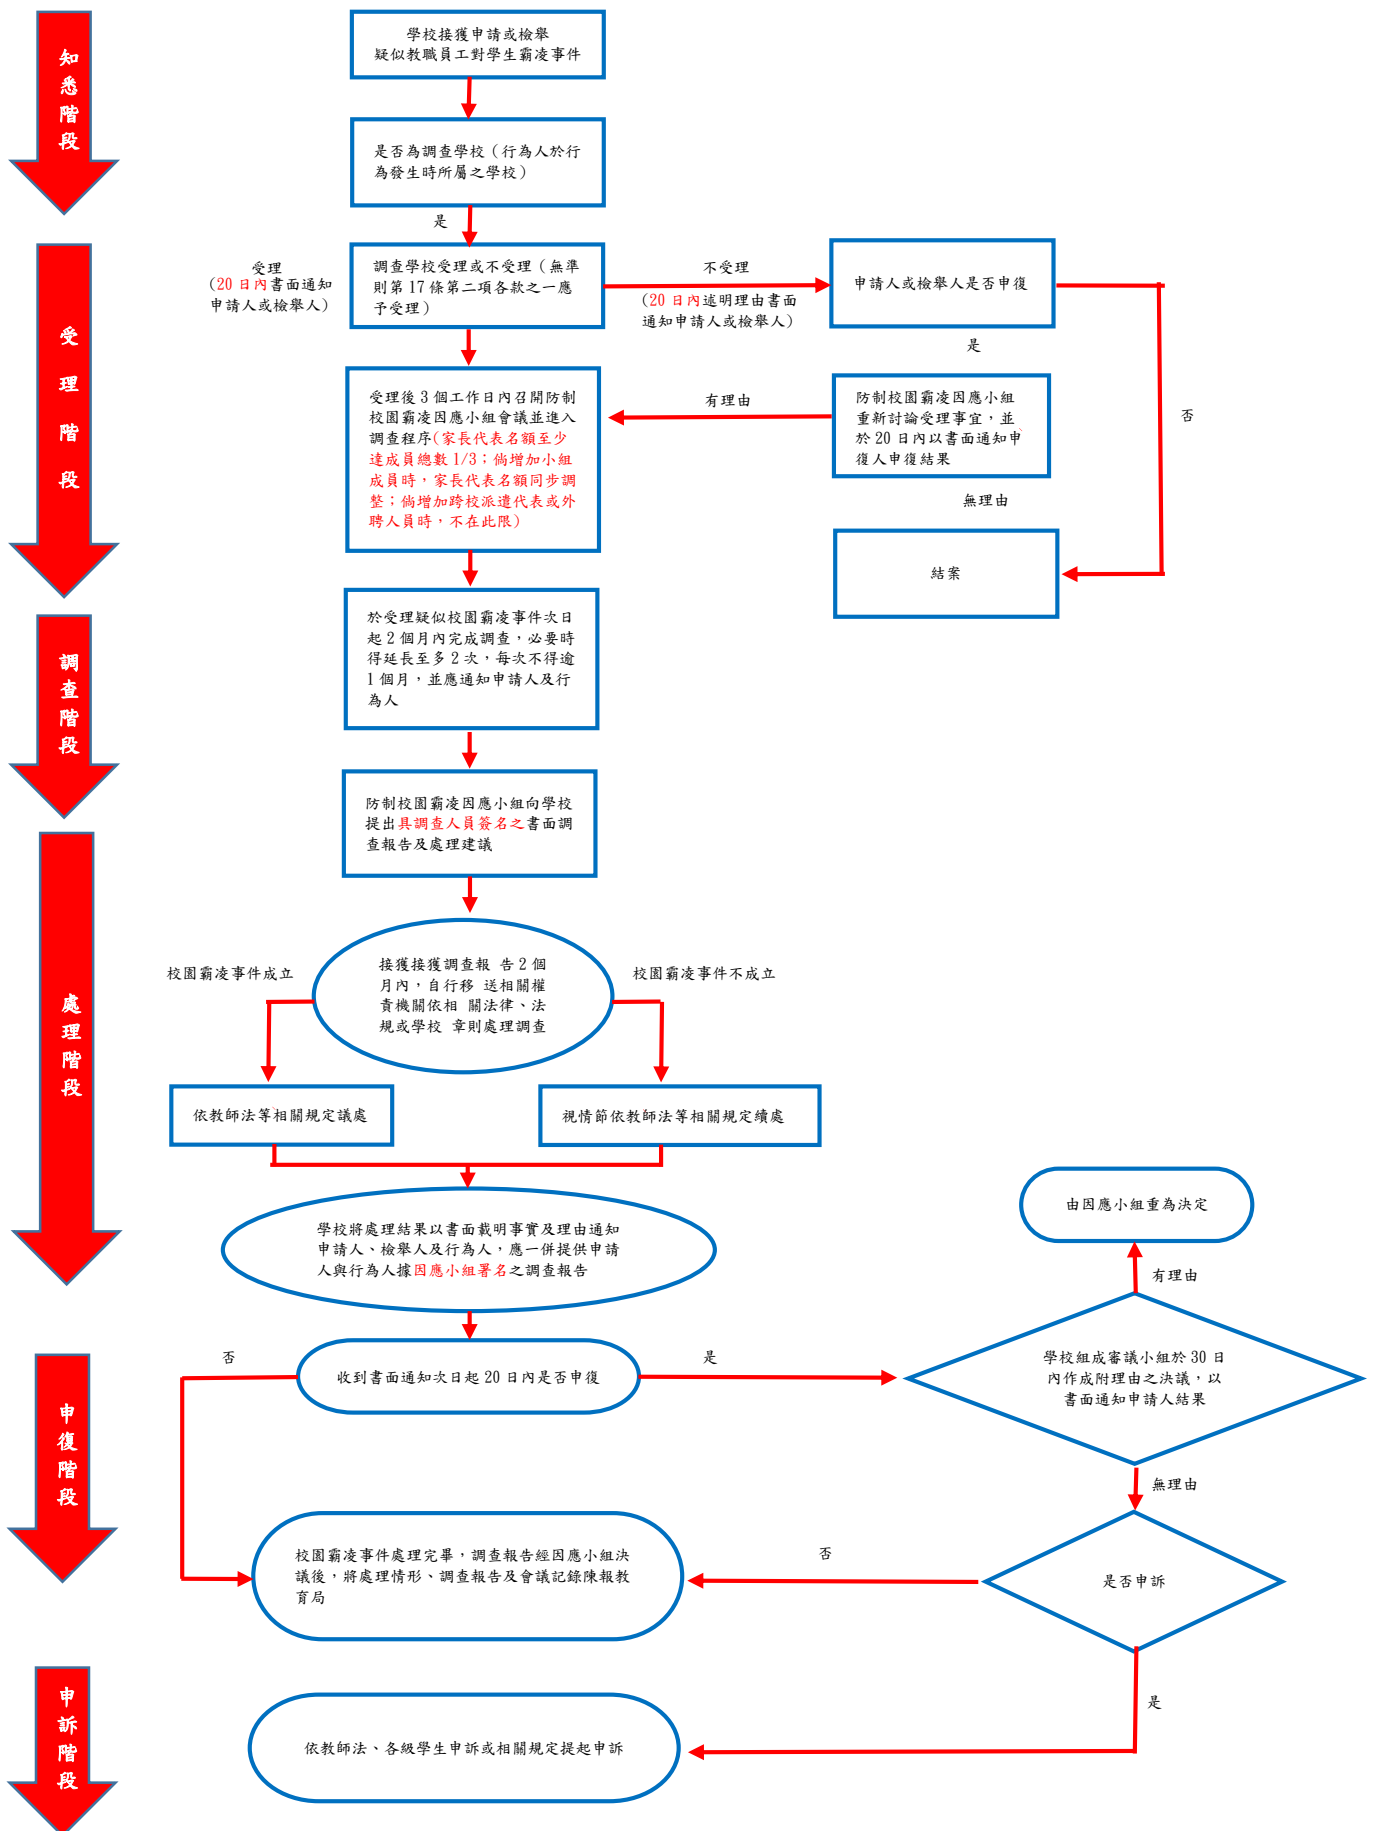 知悉階段
學校接獲申請或檢舉
疑似教職員工對學生霸凌事件
是否為調查學校（行為人於行
為發生時所屬之學校）
是
受理階段
受理
（20 日內書面通知
申請人或檢舉人）
調查學校受理或不受理（無準
則第 17 條第二項各款之一應
予受理）
不受理
（20 日內述明理由書面
通知申請人或檢舉人）
申請人或檢舉人是否申復
是
否
受理後 3 個工作日內召開防制
校園霸凌因應小組會議並進入
調查程序(家長代表名額至少
達成員總數 1/3；倘增加小組
成員時，家長代表名額同步調
整；倘增加跨校派遣代表或外
聘人員時，不在此限)
有理由
防制校園霸凌因應小組
重新討論受理事宜，並
於 20 日內以書面通知申
復人申復結果
無理由
結案
調查階段
於受理疑似校園霸凌事件次日
起 2 個月內完成調查，必要時
得延長至多 2 次，每次不得逾
1 個月，並應通知申請人及行
為人
防制校園霸凌因應小組向學校
提出具調查人員簽名之書面調
查報告及處理建議
處理階段
校園霸凌事件成立
接獲接獲調查報 告 2 個
月內，自行移 送相關權
責機關依相 關法律、法
規或學校 章則處理調查
校園霸凌事件不成立
依教師法等相關規定議處
視情節依教師法等相關規定續處
學校將處理結果以書面載明事實及理由通知
申請人、檢舉人及行為人，應一併提供申請
人與行為人據因應小組署名之調查報告
由因應小組重為決定
有理由
申復階段
否
收到書面通知次日起 20 日內是否申復
是
學校組成審議小組於 30 日
內作成附理由之決議，以
書面通知申請人結果
無理由
校園霸凌事件處理完畢，調查報告經因應小組決
議後，將處理情形、調查報告及會議記錄陳報教
育局
否
是否申訴
是
申訴階段
依教師法、各級學生申訴或相關規定提起申訴